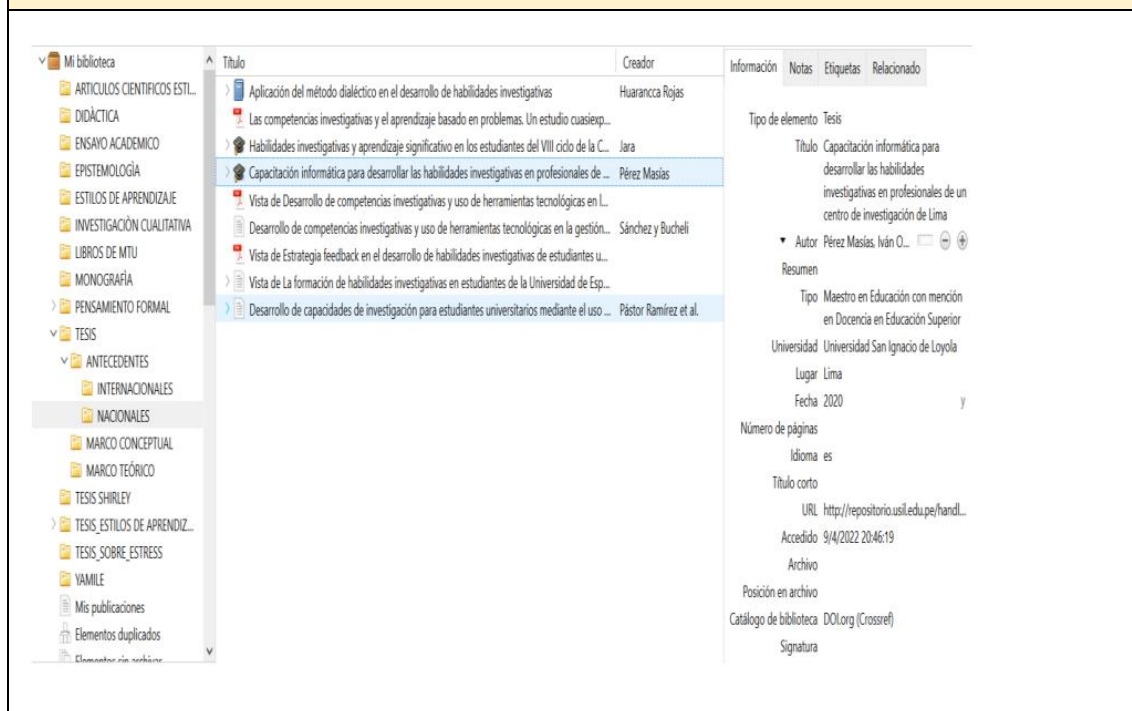 Mi biblioteca
ARTICULOS CIENTIFICOS ESTI...
DIDÀCTICA
ENSAYO ACADEMICO
EPISTEMOLOGÌA
ESTILOS DE APRENDIZAJE
INVESTIGACIÒN CUALITATIVA
LIBROS DE MTU
MONOGRAFÌA
PENSAMIENTO FORMAL
TESIS
ANTECEDENTES
INTERNACIONALES
NACIONALES
MARCO CONCEPTUAL
MARCO TEÓRICO
TESIS SHIRLEY
TESIS_ESTILOS DE APRENDIZ...
TESIS_SOBRE_ESTRESS
YAMILE
Mis publicaciones
Elementos duplicados
Elementos sin archivar
Título Creador
Aplicación del método dialéctico en el desarrollo de habilidades investigativas Huarancca Rojas
Las competencias investigativas y el aprendizaje basado en problemas. Un estudio cuasiexp...
Habilidades investigativas y aprendizaje significativo en los estudiantes del VIII ciclo de la C... Jara
Capacitación informática para desarrollar las habilidades investigativas en profesionales de ... Pérez Masías
Vista de Desarrollo de competencias investigativas y uso de herramientas tecnológicas en l...
Desarrollo de competencias investigativas y uso de herramientas tecnológicas en la gestión... Sánchez y Bucheli
Vista de Estrategia feedback en el desarrollo de habilidades investigativas de estudiantes u...
Vista de La formación de habilidades investigativas en estudiantes de la Universidad de Esp...
Desarrollo de capacidades de investigación para estudiantes universitarios mediante el uso ... Pástor Ramírez et al.
Información Notas Etiquetas Relacionado
Tipo de elemento Tesis
Título Capacitación informática para
desarrollar las habilidades
investigativas en profesionales de un
centro de investigación de Lima
Autor Pérez Masías, Iván O...
Resumen
Tipo Maestro en Educación con mención
en Docencia en Educación Superior
Universidad Universidad San Ignacio de Loyola
Lugar Lima
Fecha 2020 y
Número de páginas
Idioma es
Título corto
URL http://repositorio.usil.edu.pe/handl...
Accedido 9/4/2022 20:46:19
Archivo
Posición en archivo
Catálogo de biblioteca DOI.org (Crossref)
Signatura